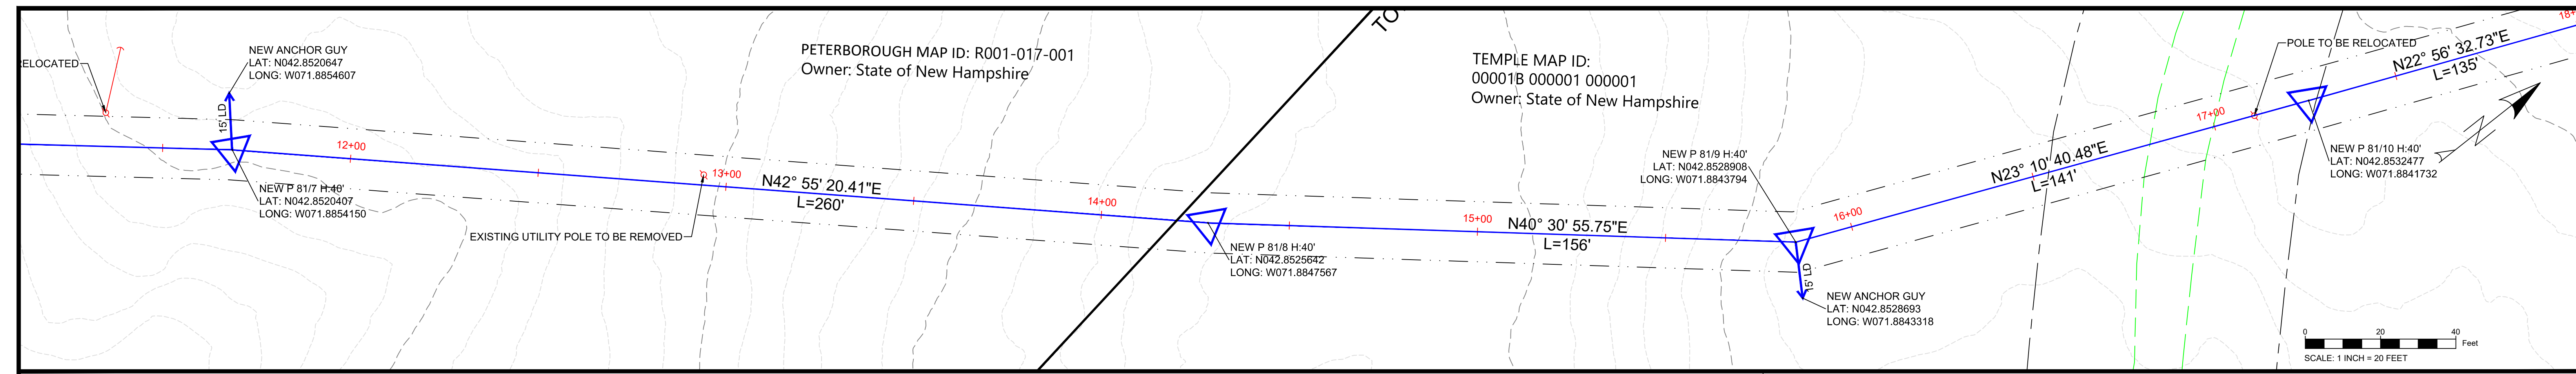 RELOCATED
NEW ANCHOR GUY
LAT: N042.8520647
LONG: W071.8854607
15' LD
NEW P 81/7 H:40'
LAT: N042.8520407
LONG: W071.8854150
12+00
EXISTING UTILITY POLE TO BE REMOVED
13+00
PETERBOROUGH MAP ID: R001-017-001
Owner: State of New Hampshire
N42° 55' 20.41"E
L=260'
14+00
TO
NEW P 81/8 H:40'
LAT: N042.8525642
LONG: W071.8847567
TEMPLE MAP ID:
00001B 000001 000001
Owner: State of New Hampshire
15+00
N40° 30' 55.75"E
L=156'
NEW P 81/9 H:40'
LAT: N042.8528908
LONG: W071.8843794
16+00
15' LD
NEW ANCHOR GUY
LAT: N042.8528693
LONG: W071.8843318
N23° 10' 40.48"E
L=141'
17+00
POLE TO BE RELOCATED
N22° 56' 32.73"E
L=135'
18+
NEW P 81/10 H:40'
LAT: N042.8532477
LONG: W071.8841732
N
0 20 40
Feet
SCALE: 1 INCH = 20 FEET